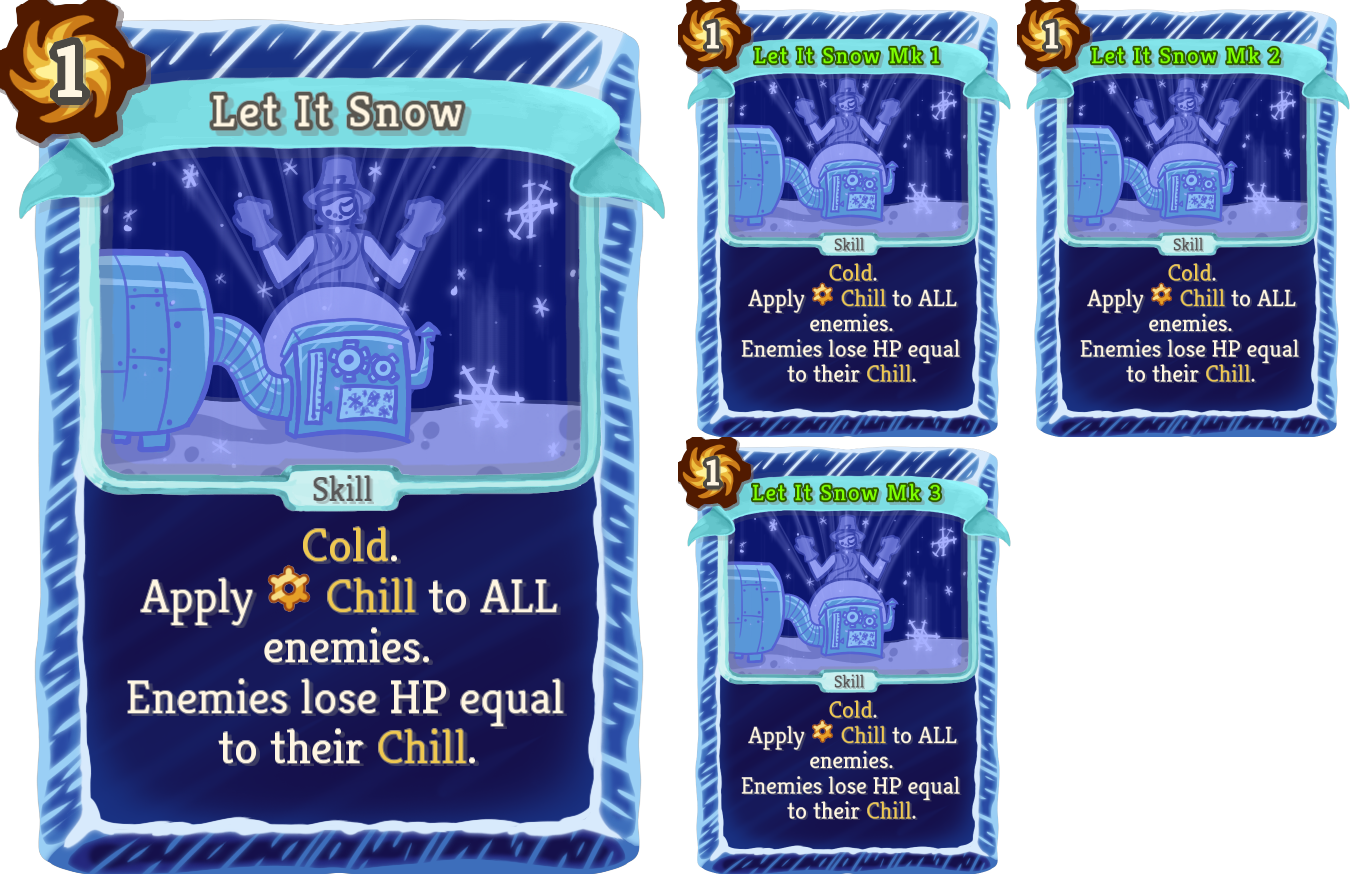 1
Let It Snow
Skill
Cold.
Apply Chill to ALL
enemies.
Enemies lose HP equal
to their Chill.
1
Let It Snow Mk 1
Skill
Cold.
Apply Chill to ALL
enemies.
Enemies lose HP equal
to their Chill.
1
Let It Snow Mk 2
Skill
Cold.
Apply Chill to ALL
enemies.
Enemies lose HP equal
to their Chill.
1
Let It Snow Mk 3
Skill
Cold.
Apply Chill to ALL
enemies.
Enemies lose HP equal
to their Chill.